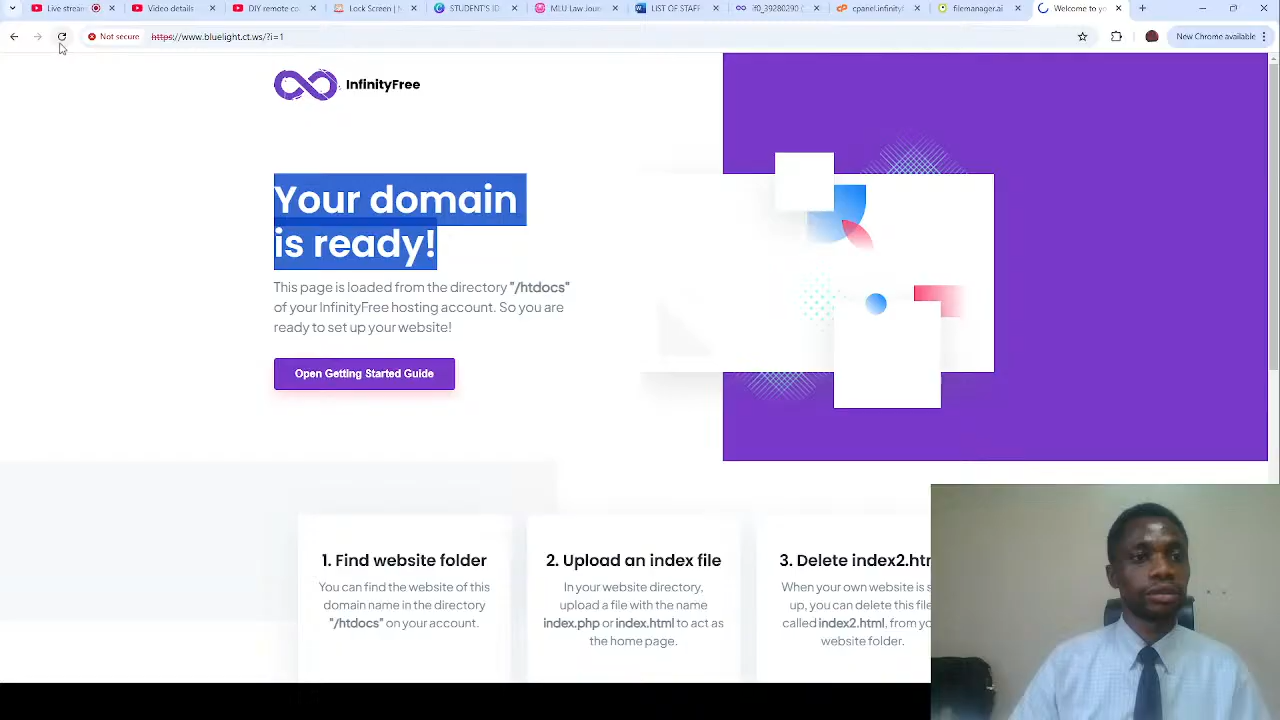 Live stream
Video details
DIY remote co
Lock Screen | N
STUDENT'S ID
MLU Law Jour
LIST OF STAFF
if0_39280290 (
cpanel.infinityf
filemanager.ai
Welcome to yo
Not secure
https://www.bluelight.ct.ws/?i=1
New Chrome available
InfinityFree
Your domain
is ready!
This page is loaded from the directory "/htdocs"
of your InfinityFree hosting account. So you are
ready to set up your website!
Open Getting Started Guide
1. Find website folder
You can find the website of this
domain name in the directory
"/htdocs" on your account.
2. Upload an index file
In your website directory,
upload a file with the name
index.php or index.html to act as
the home page.
3. Delete index2.htm
When your own website is s
up, you can delete this file
called index2.html, from yo
website folder.